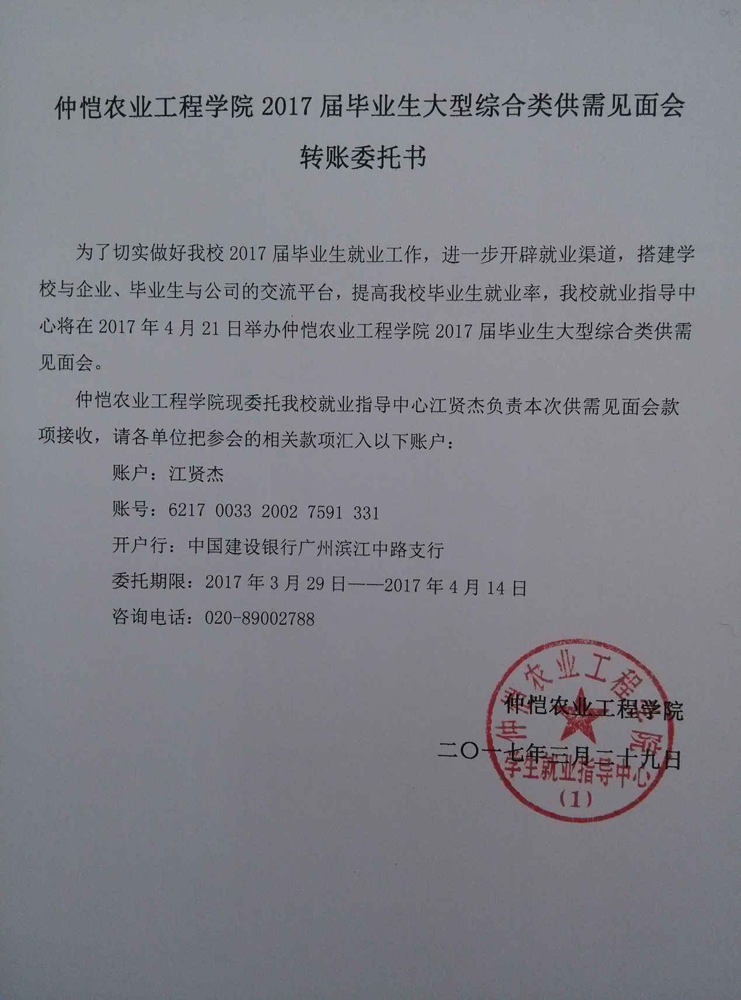 仲恺农业工程学院 2017 届毕业生大型综合类供需见面会
转账委托书
为了切实做好我校 2017 届毕业生就业工作，进一步开辟就业渠道，搭建学
校与企业、毕业生与公司的交流平台，提高我校毕业生就业率，我校就业指导中
心将在 2017 年 4 月 21 日举办仲恺农业工程学院 2017 届毕业生大型综合类供需
见面会。
仲恺农业工程学院现委托我校就业指导中心江贤杰负责本次供需见面会款
项接收，请各单位把参会的相关款项汇入以下账户：
账户：江贤杰
账号：6217 0033 2002 7591 331
开户行：中国建设银行广州滨江中路支行
委托期限：2017 年 3 月 29 日——2017 年 4 月 14 日
咨询电话：020-89002788
仲恺农业工程学院
二〇一七年三月二十九日
仲恺农业工程学院
学生就业指导中心
(1)